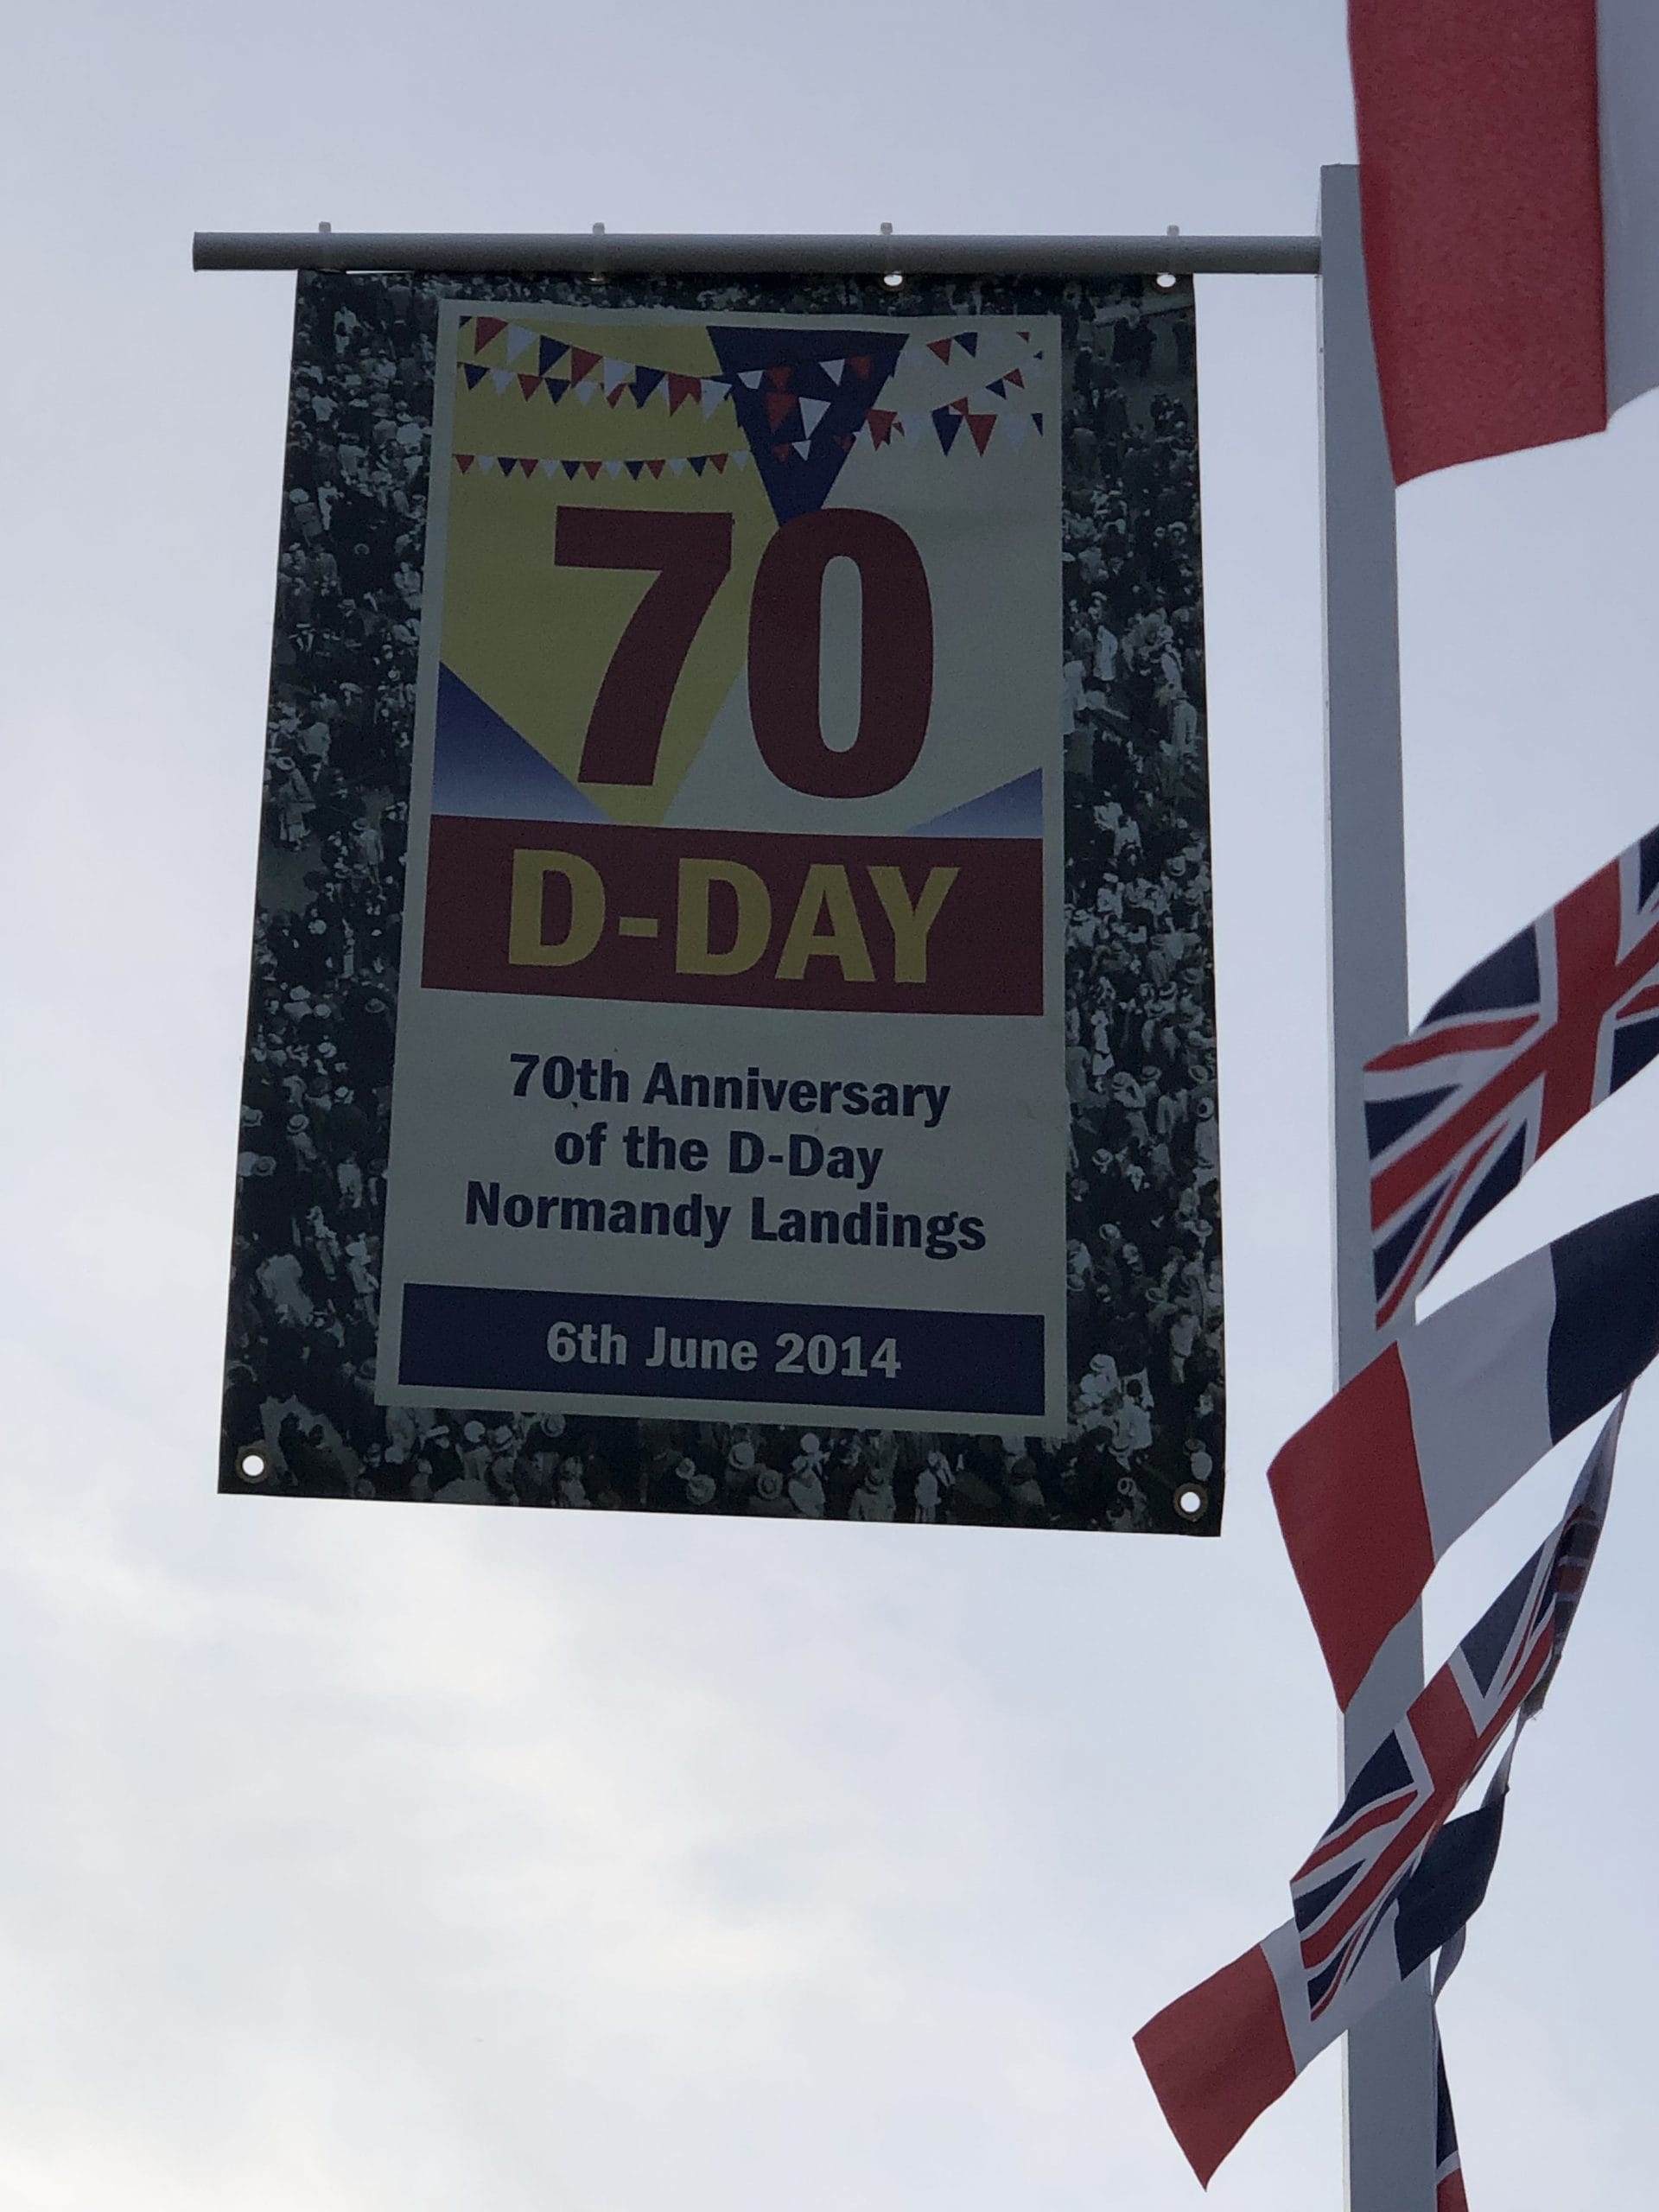 70
D-DAY
70th Anniversary
of the D-Day
Normandy Landings
6th June 2014